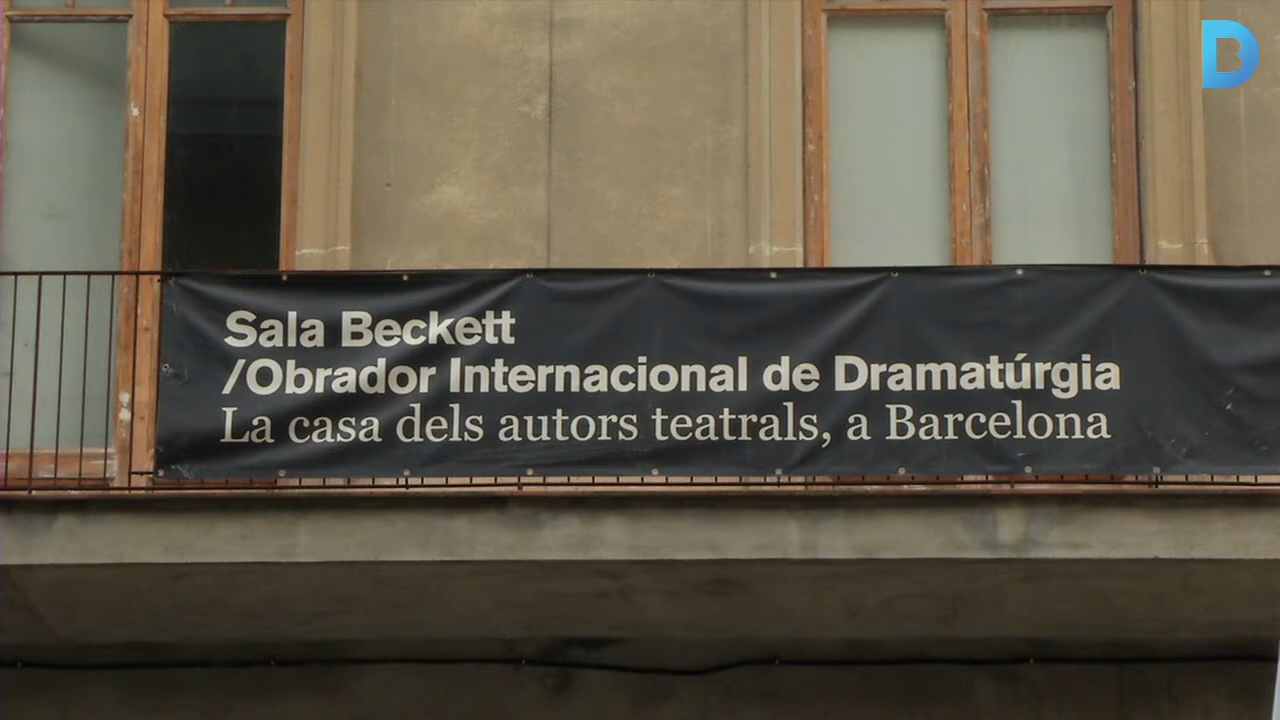 Sala Beckett
/Obrador Internacional de Dramatúrgia
La casa dels autors teatrals, a Barcelona